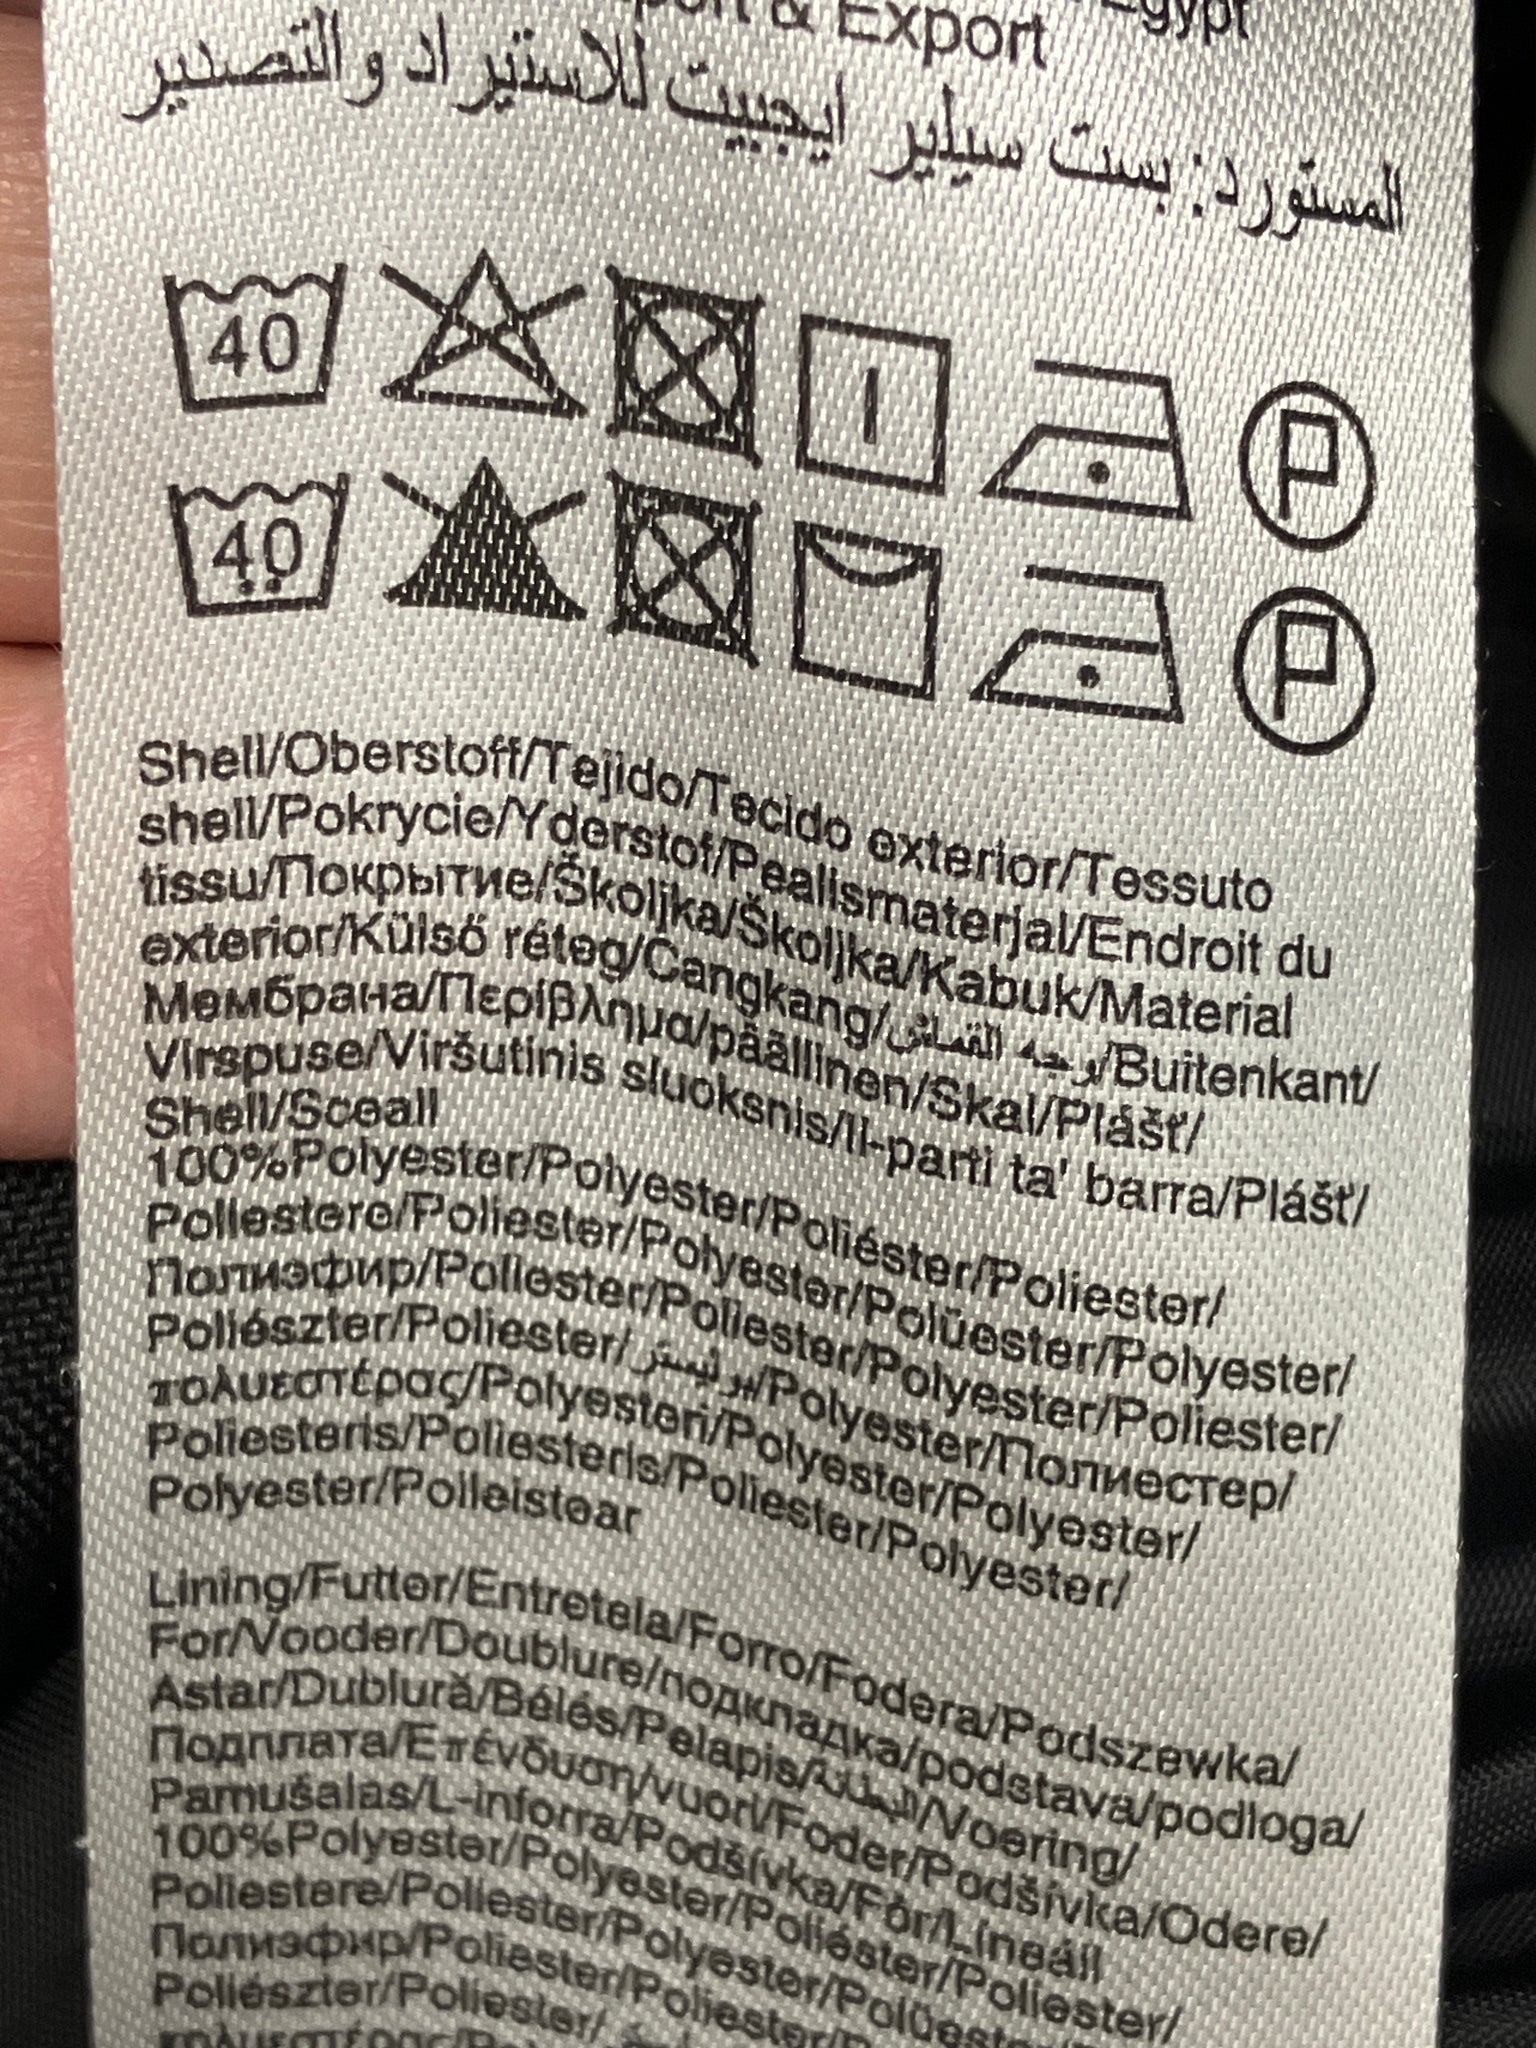 & Export
المستورد: بست سيلير ايجيبت للاستيراد والتصدير
40
40
Shell/Oberstoff/Tejido/Tecido exterior/Tessuto
shell/Pokrycie/Yderstof/Pealismaterjal/Endroit du
tissu/Покрытие/Školjka/Školjka/Kabuk/Material
exterior/Külső réteg/Cangkang/وجه القماش/Buitenkant/
Мембрана/Περίβλημα/päällinen/Skal/Plášť/
Virspuse/Viršutinis sluoksnis/Il-parti ta' barra/Plášť/
Shell/Sceall
100%Polyester/Polyester/Poliéster/Poliester/
Poliestere/Poliester/Polyester/Polüester/Polyester/
Полиэфир/Poliester/Poliester/Polyester/Poliester/
Poliészter/Poliester/بوليستر/Polyester/Полиестер/
πολυεστέρας/Polyesteri/Polyester/Polyester/
Poliesteris/Poliesteris/Poliester/Polyester/
Polyester/Polleistear
Lining/Futter/Entretela/Forro/Fodera/Podszewka/
For/Vooder/Doublure/подкладка/podstava/podloga/
Astar/Dublură/Bélés/Pelapis/البطانة/Voering/
Подплата/Επένδυση/vuori/Foder/Podšívka/Odere/
Pamušalas/L-inforra/Podšívka/Fór/Líneáil
100%Polyester/Polyester/Poliéster/Poliester/
Poliestere/Poliester/Polyester/Polüester/
Полиэфир/Poliester/Poliester/
Poliészter/Poliester/